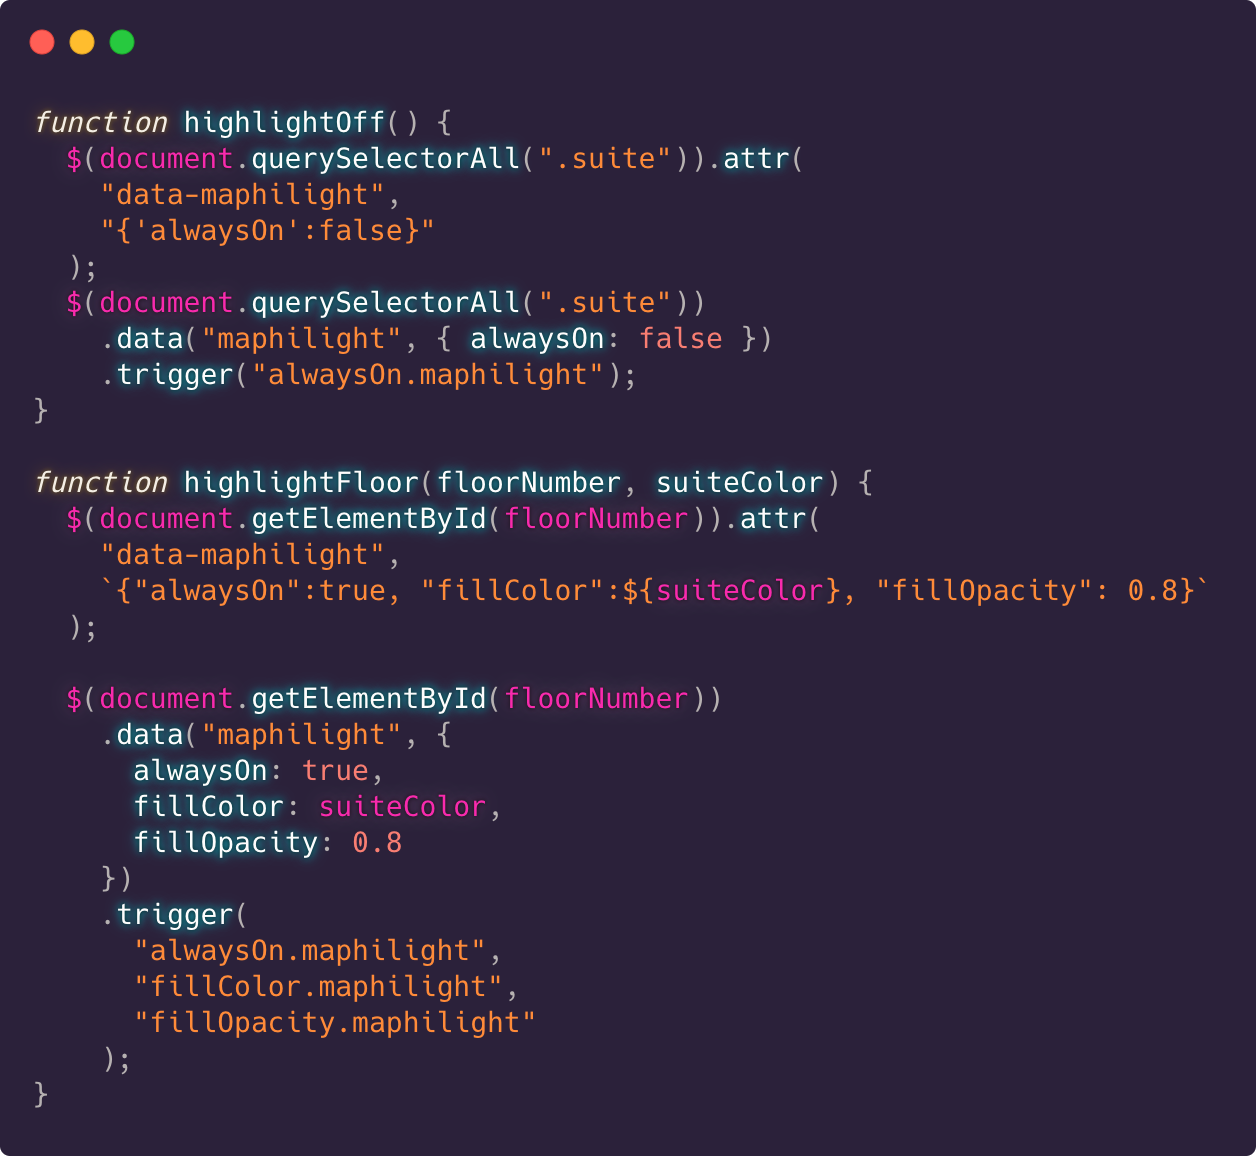 function highlightOff() {
  $(document.querySelectorAll(".suite")).attr(
    "data-maphilight",
    "{'alwaysOn':false}"
  );
  $(document.querySelectorAll(".suite"))
    .data("maphilight", { alwaysOn: false })
    .trigger("alwaysOn.maphilight");
}

function highlightFloor(floorNumber, suiteColor) {
  $(document.getElementById(floorNumber)).attr(
    "data-maphilight",
    `{"alwaysOn":true, "fillColor":${suiteColor}, "fillOpacity": 0.8}`
  );

  $(document.getElementById(floorNumber))
    .data("maphilight", {
      alwaysOn: true,
      fillColor: suiteColor,
      fillOpacity: 0.8
    })
    .trigger(
      "alwaysOn.maphilight",
      "fillColor.maphilight",
      "fillOpacity.maphilight"
    );
}